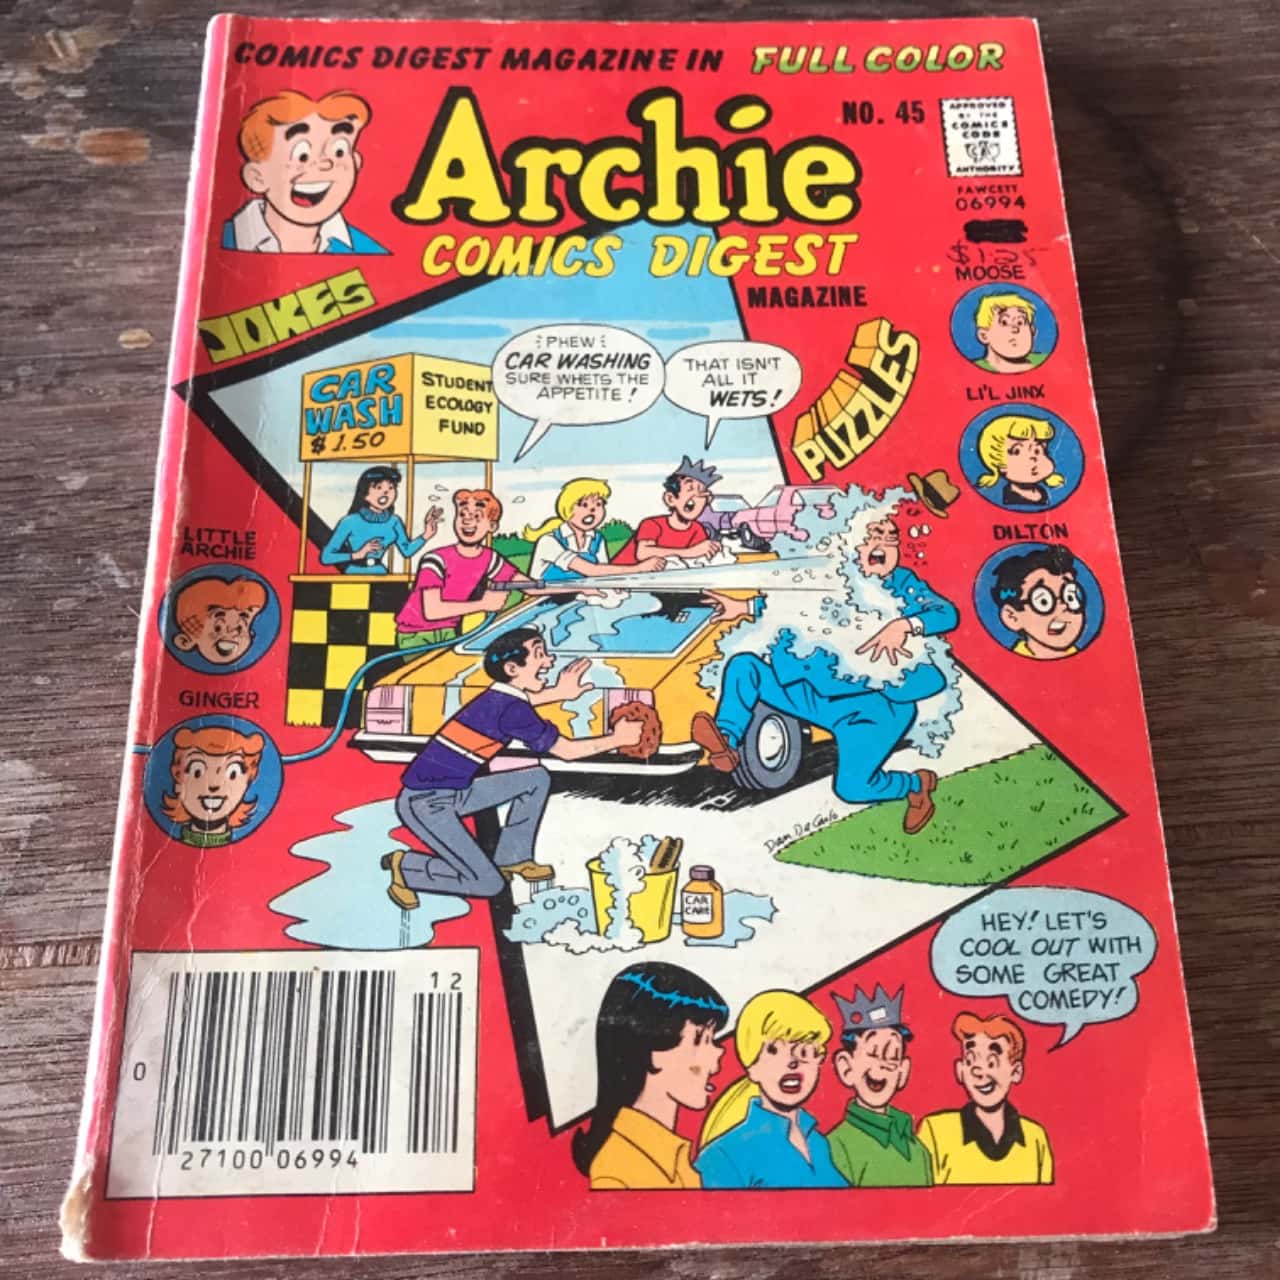 COMICS DIGEST MAGAZINE IN FULL COLOR
Archie
NO. 45
APPROVED
BY THE
COMICS
CODE
AUTHORITY
COMICS DIGEST
MAGAZINE
FAWCETT
06994
$1.25
MOOSE
JOKES
PUZZLES
PHEW
CAR WASHING
SURE WHETS THE
APPETITE!
THAT ISN'T
ALL IT
WETS!
CAR
WASH
$1.50
STUDENT
ECOLOGY
FUND
LI'L JINX
DILTON
LITTLE
ARCHIE
GINGER
Dan DeCarlo
CAR
CARE
HEY! LET'S
COOL OUT WITH
SOME GREAT
COMEDY!
12
0
27100 06994